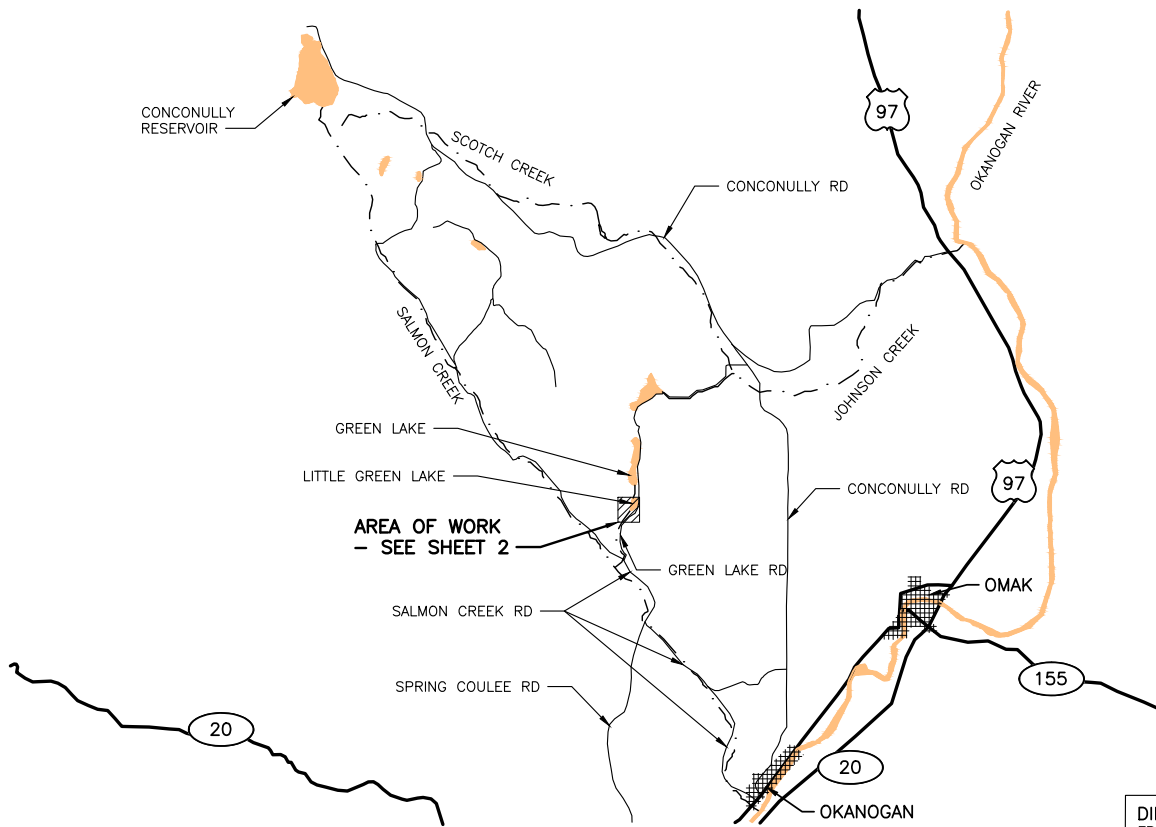 CONCONULLY
RESERVOIR
SCOTCH CREEK
97
OKANOGAN RIVER
CONCONULLY RD
SALMON CREEK
JOHNSON CREEK
GREEN LAKE
LITTLE GREEN LAKE
97
CONCONULLY RD
AREA OF WORK
- SEE SHEET 2
GREEN LAKE RD
OMAK
SALMON CREEK RD
155
SPRING COULEE RD
20
20
OKANOGAN